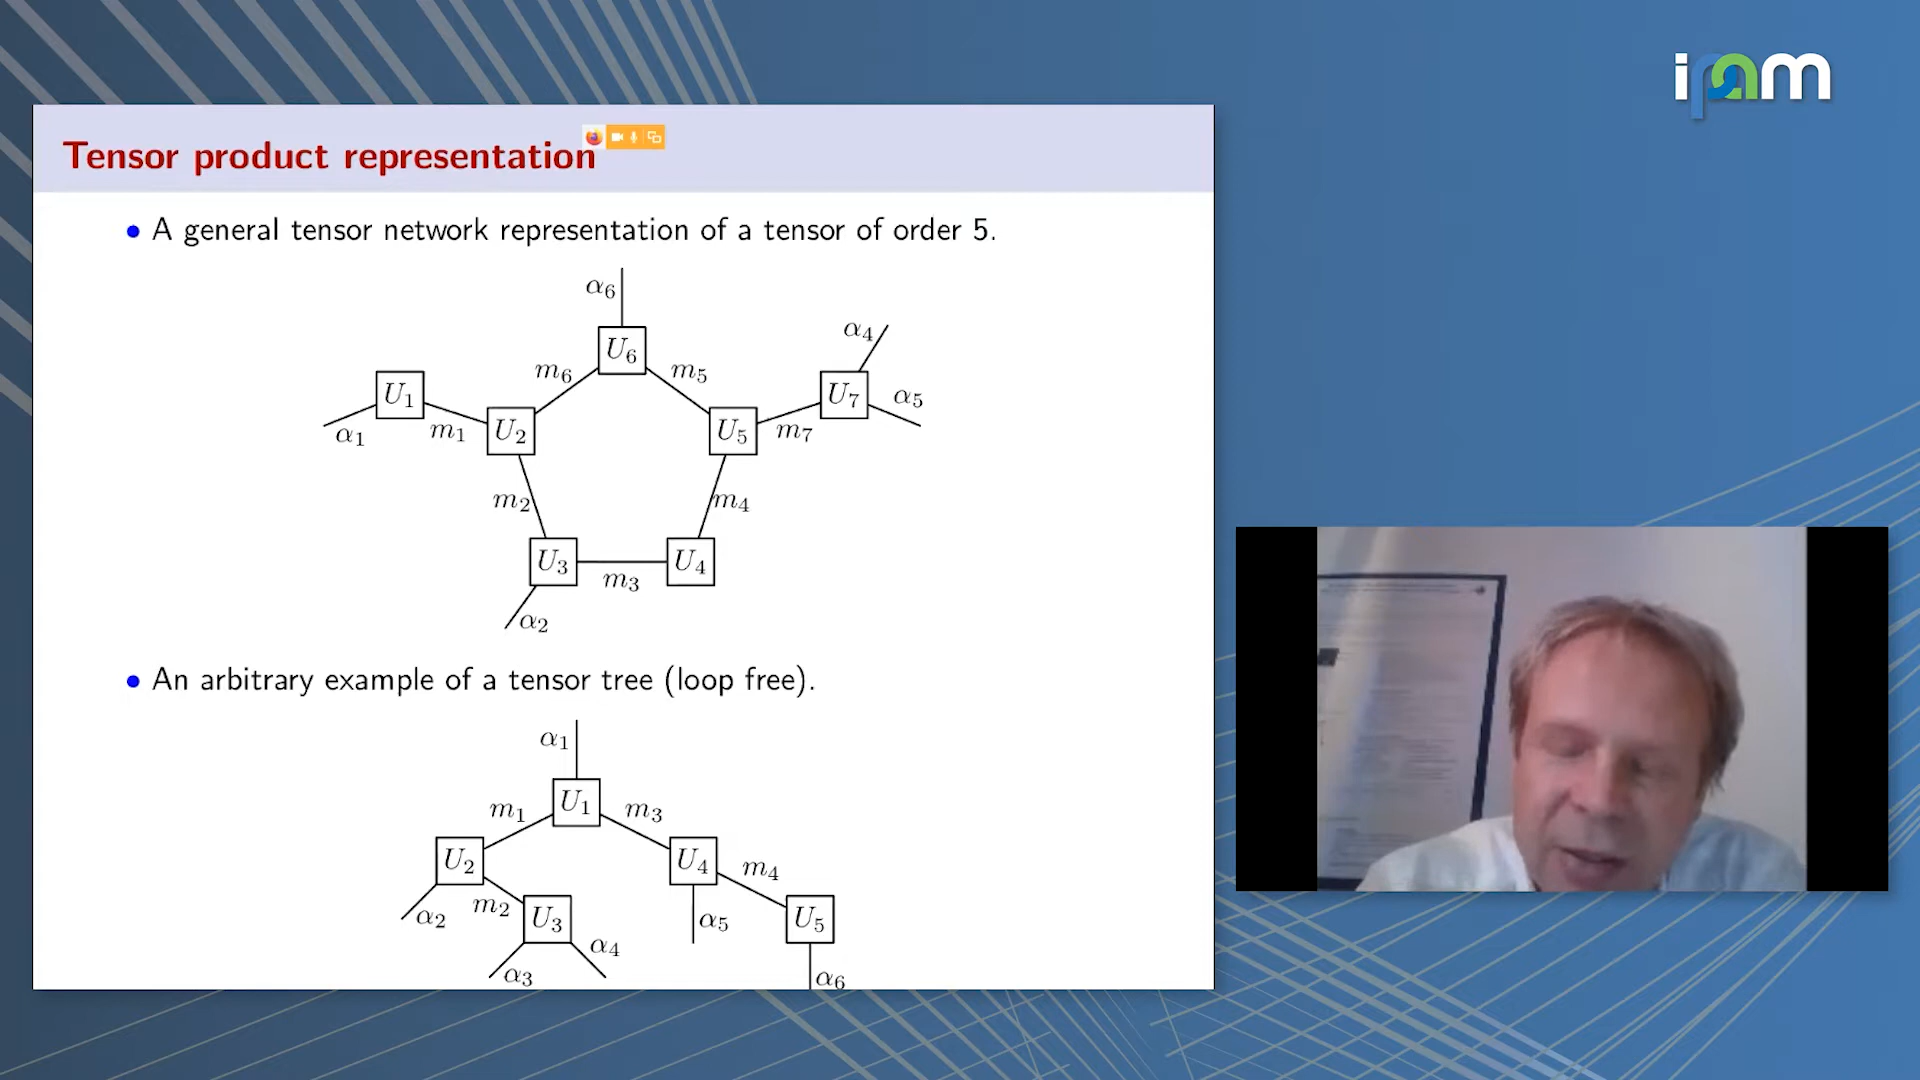 ipam
Tensor product representation
• A general tensor network representation of a tensor of order 5.
α6
α4
U6
m6 m5
U1 U7 α5
α1 m1 U2 U5 m7
m2 m4
U3 U4
m3
α2
• An arbitrary example of a tensor tree (loop free).
α1
m1 U1 m3
U2 U4 m4
α2 m2 U3 α5 U5
α4
α3 α6